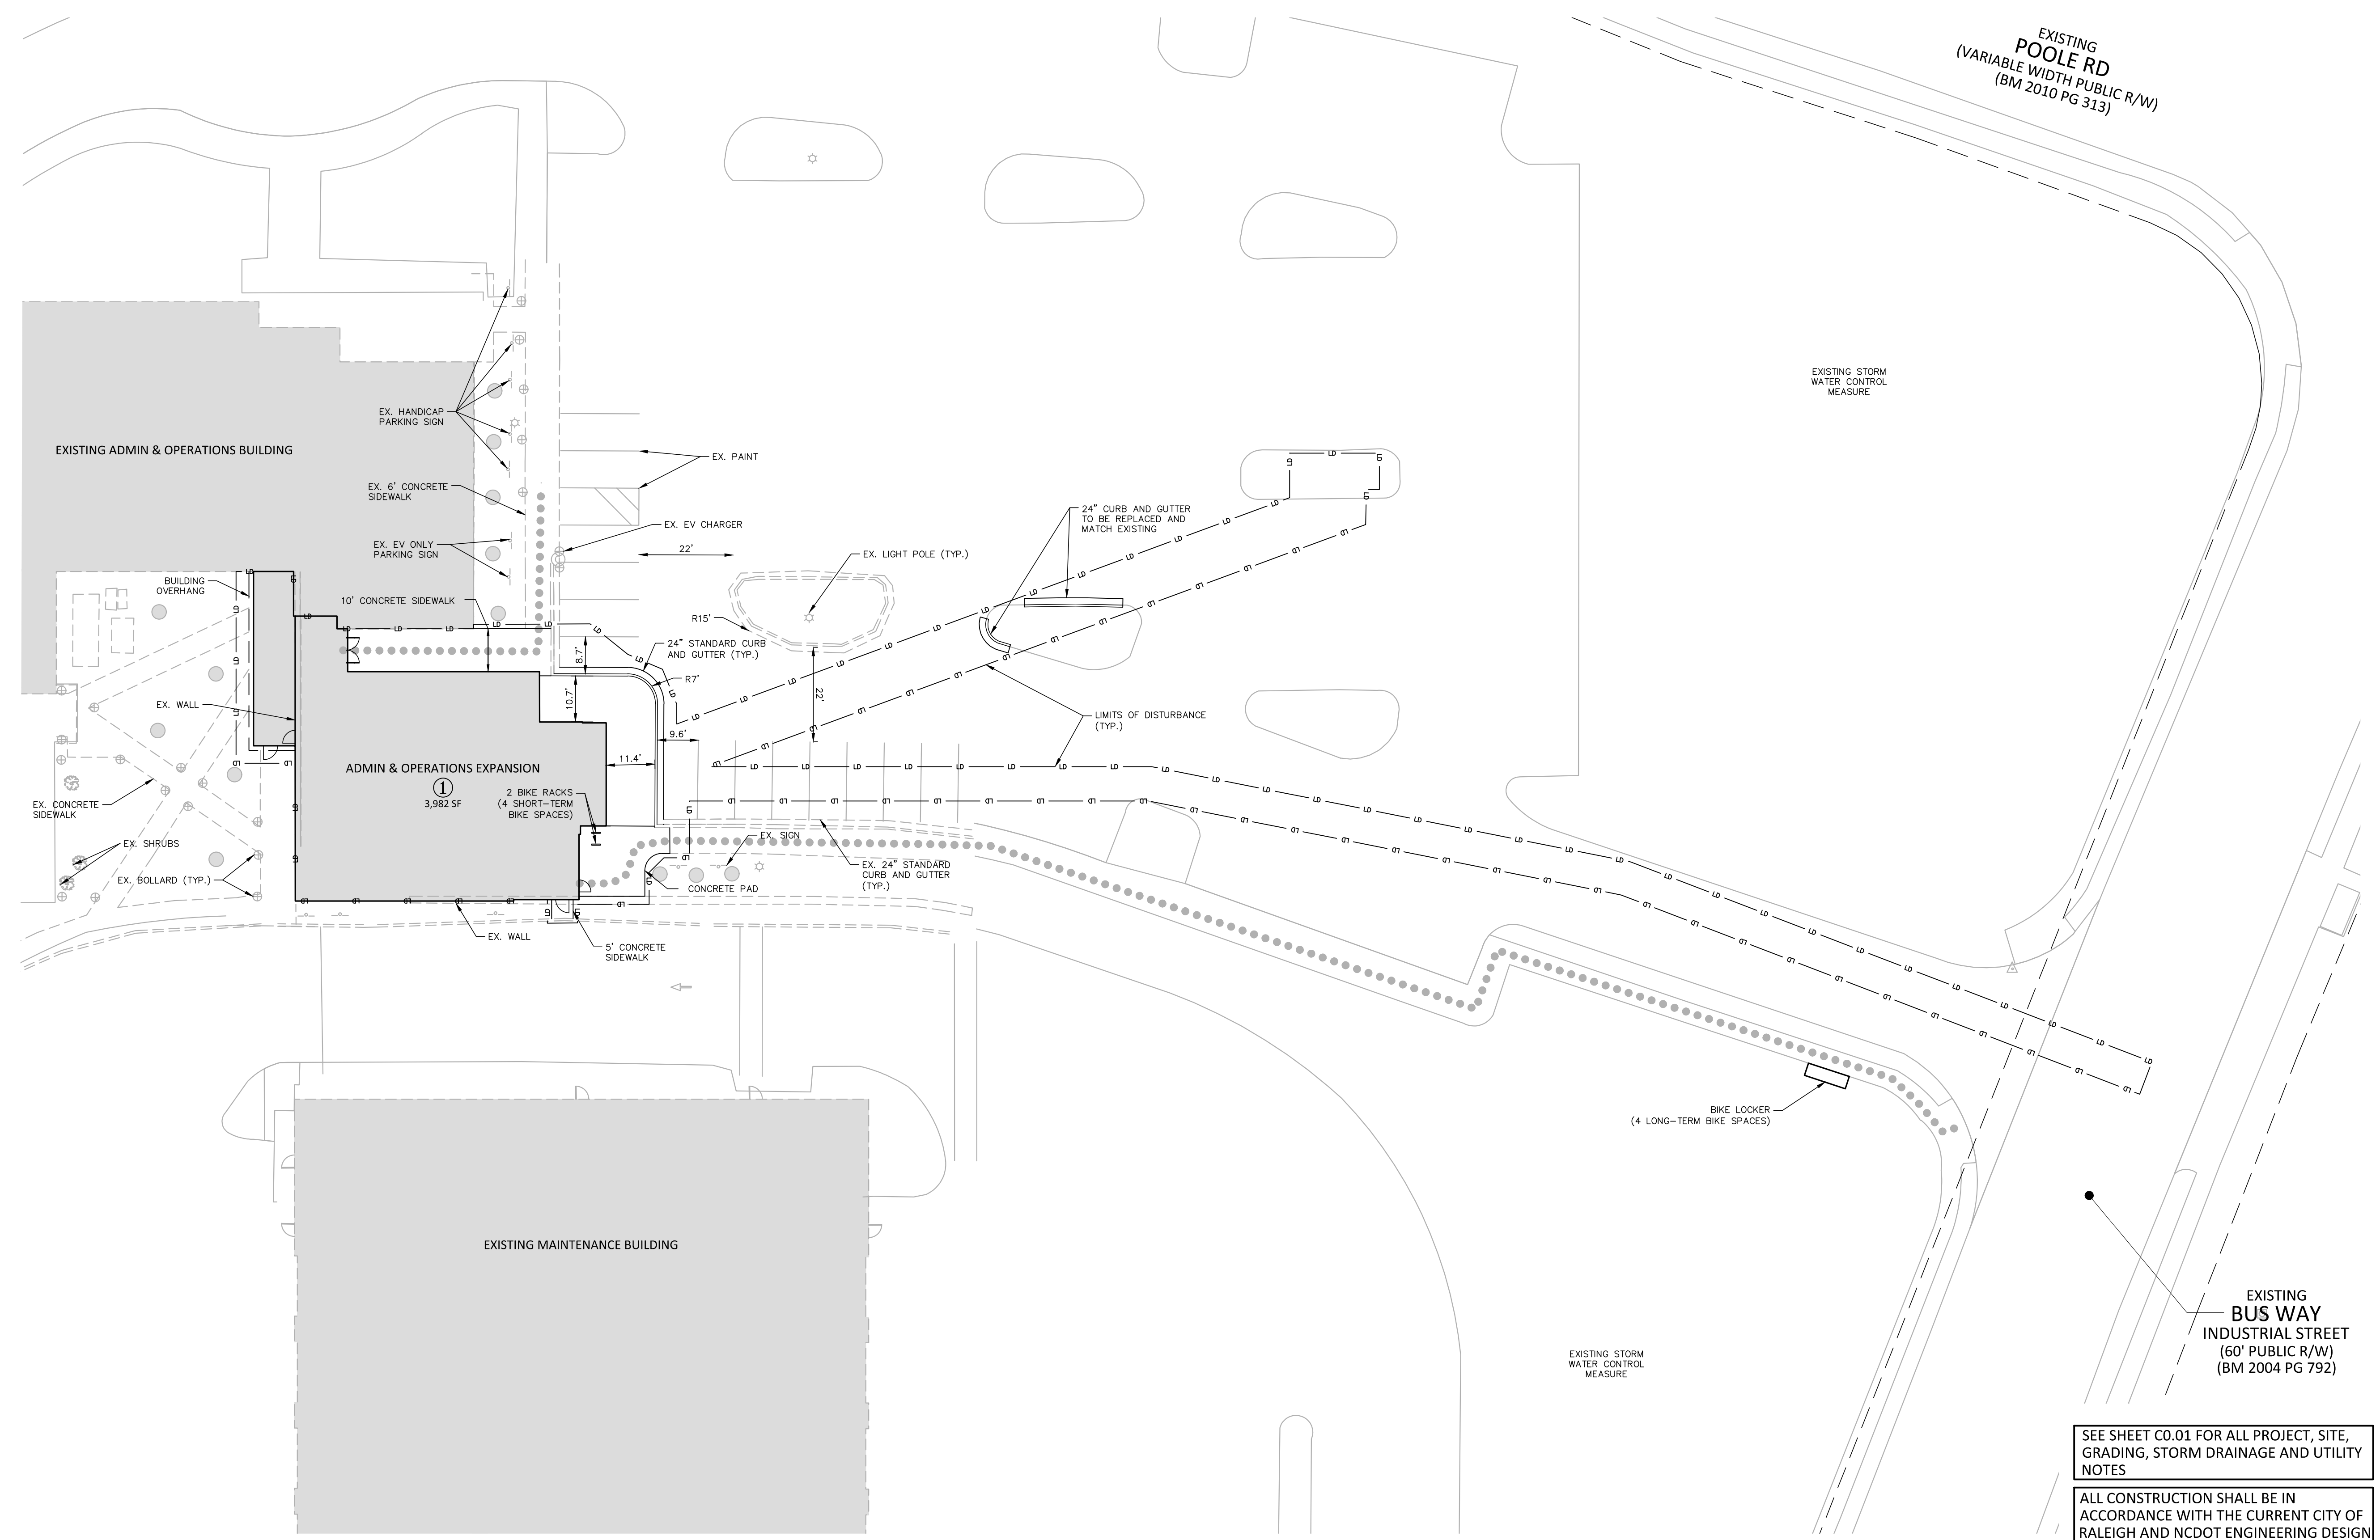 EXISTING
POOLE RD
(VARIABLE WIDTH PUBLIC R/W)
(BM 2010 PG 313)
EXISTING STORM
WATER CONTROL
MEASURE
EX. HANDICAP
PARKING SIGN
EXISTING ADMIN & OPERATIONS BUILDING
EX. PAINT
EX. 6' CONCRETE
SIDEWALK
24" CURB AND GUTTER
TO BE REPLACED AND
MATCH EXISTING
EX. EV CHARGER
EX. EV ONLY
PARKING SIGN
22'
EX. LIGHT POLE (TYP.)
BUILDING
OVERHANG
10' CONCRETE SIDEWALK
R15'
24" STANDARD CURB
AND GUTTER (TYP.)
8.7'
R7'
22'
10.7'
EX. WALL
LIMITS OF DISTURBANCE
(TYP.)
9.6'
11.4'
ADMIN & OPERATIONS EXPANSION
1
3,982 SF
2 BIKE RACKS
(4 SHORT-TERM
BIKE SPACES)
EX. CONCRETE
SIDEWALK
EX. SIGN
EX. SHRUBS
EX. 24" STANDARD
CURB AND GUTTER
(TYP.)
EX. BOLLARD (TYP.)
CONCRETE PAD
EX. WALL
5' CONCRETE
SIDEWALK
BIKE LOCKER
(4 LONG-TERM BIKE SPACES)
EXISTING MAINTENANCE BUILDING
EXISTING
BUS WAY
INDUSTRIAL STREET
(60' PUBLIC R/W)
(BM 2004 PG 792)
EXISTING STORM
WATER CONTROL
MEASURE
SEE SHEET C0.01 FOR ALL PROJECT, SITE,
GRADING, STORM DRAINAGE AND UTILITY
NOTES
ALL CONSTRUCTION SHALL BE IN
ACCORDANCE WITH THE CURRENT CITY OF
RALEIGH AND NCDOT ENGINEERING DESIGN